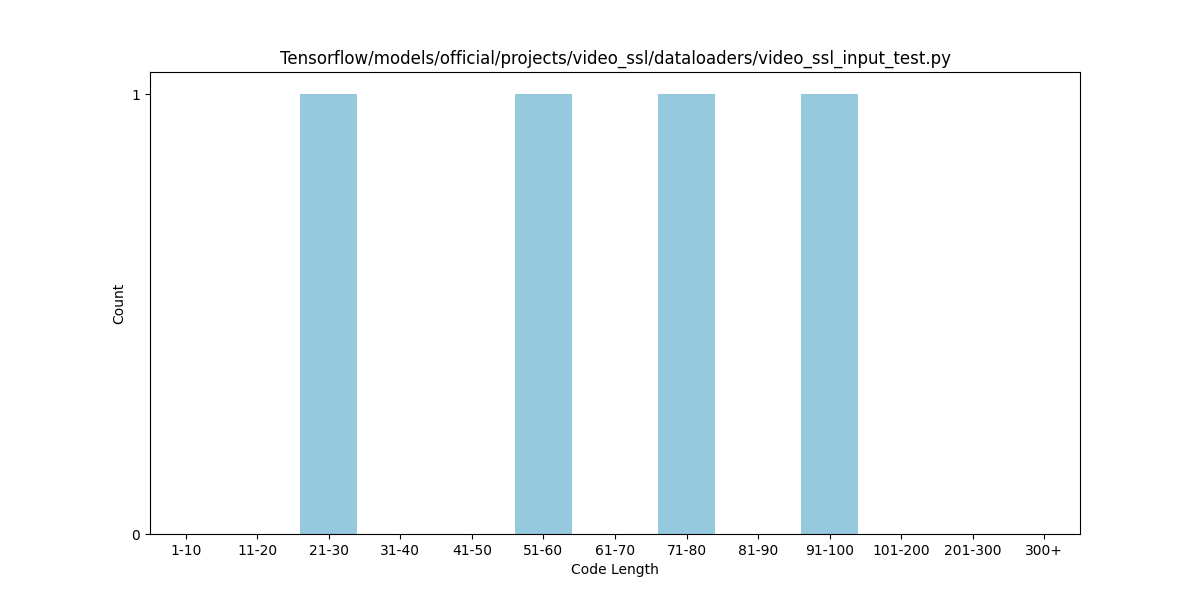 Tensorflow/models/official/projects/video_ssl/dataloaders/video_ssl_input_test.py
1
Count
0
1-10 11-20 21-30 31-40 41-50 51-60 61-70 71-80 81-90 91-100 101-200 201-300 300+
Code Length